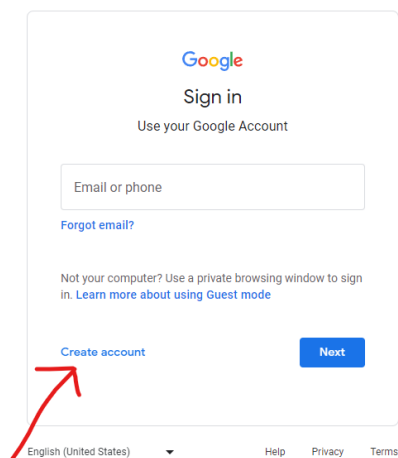 Google
Sign in
Use your Google Account
Email or phone
Forgot email?
Not your computer? Use a private browsing window to sign
in. Learn more about using Guest mode
Create account Next
English (United States) Help Privacy Terms